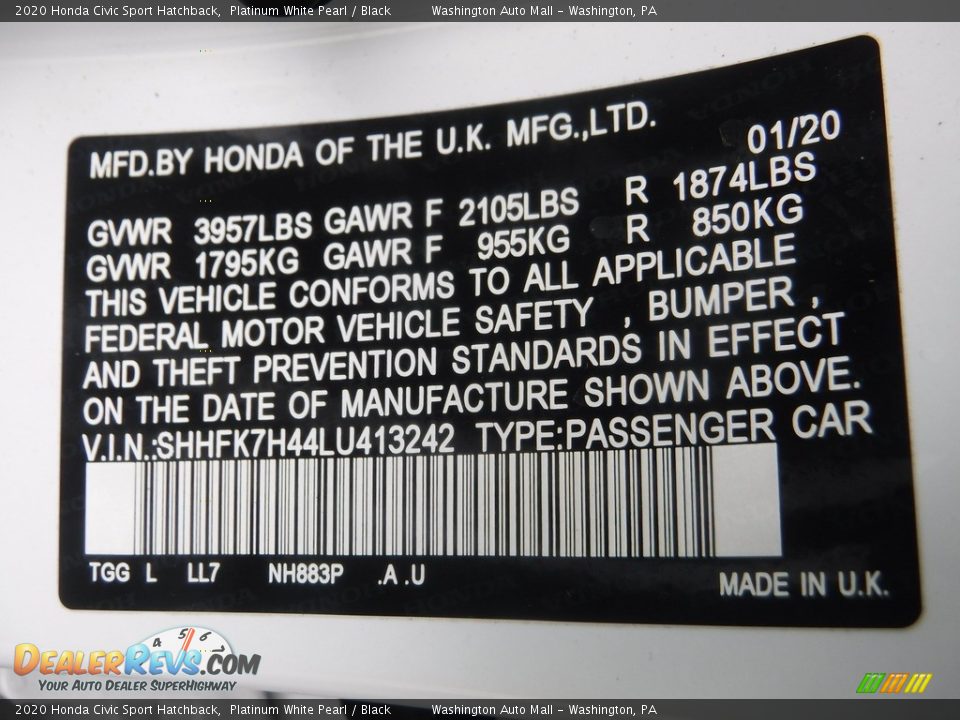 2020 Honda Civic Sport Hatchback, Platinum White Pearl / Black Washington Auto Mall - Washington, PA
MFD.BY HONDA OF THE U.K. MFG.,LTD.
01/20
GVWR 3957LBS GAWR F 2105LBS R 1874LBS
GVWR 1795KG GAWR F 955KG R 850KG
THIS VEHICLE CONFORMS TO ALL APPLICABLE
FEDERAL MOTOR VEHICLE SAFETY , BUMPER ,
AND THEFT PREVENTION STANDARDS IN EFFECT
ON THE DATE OF MANUFACTURE SHOWN ABOVE.
V.I.N.:SHHFK7H44LU413242 TYPE:PASSENGER CAR
TGG L LL7 NH883P .A .U
MADE IN U.K.
4 5 6
DEALERREVS.COM
YOUR AUTO DEALER SUPERHIGHWAY
2020 Honda Civic Sport Hatchback, Platinum White Pearl / Black Washington Auto Mall - Washington, PA